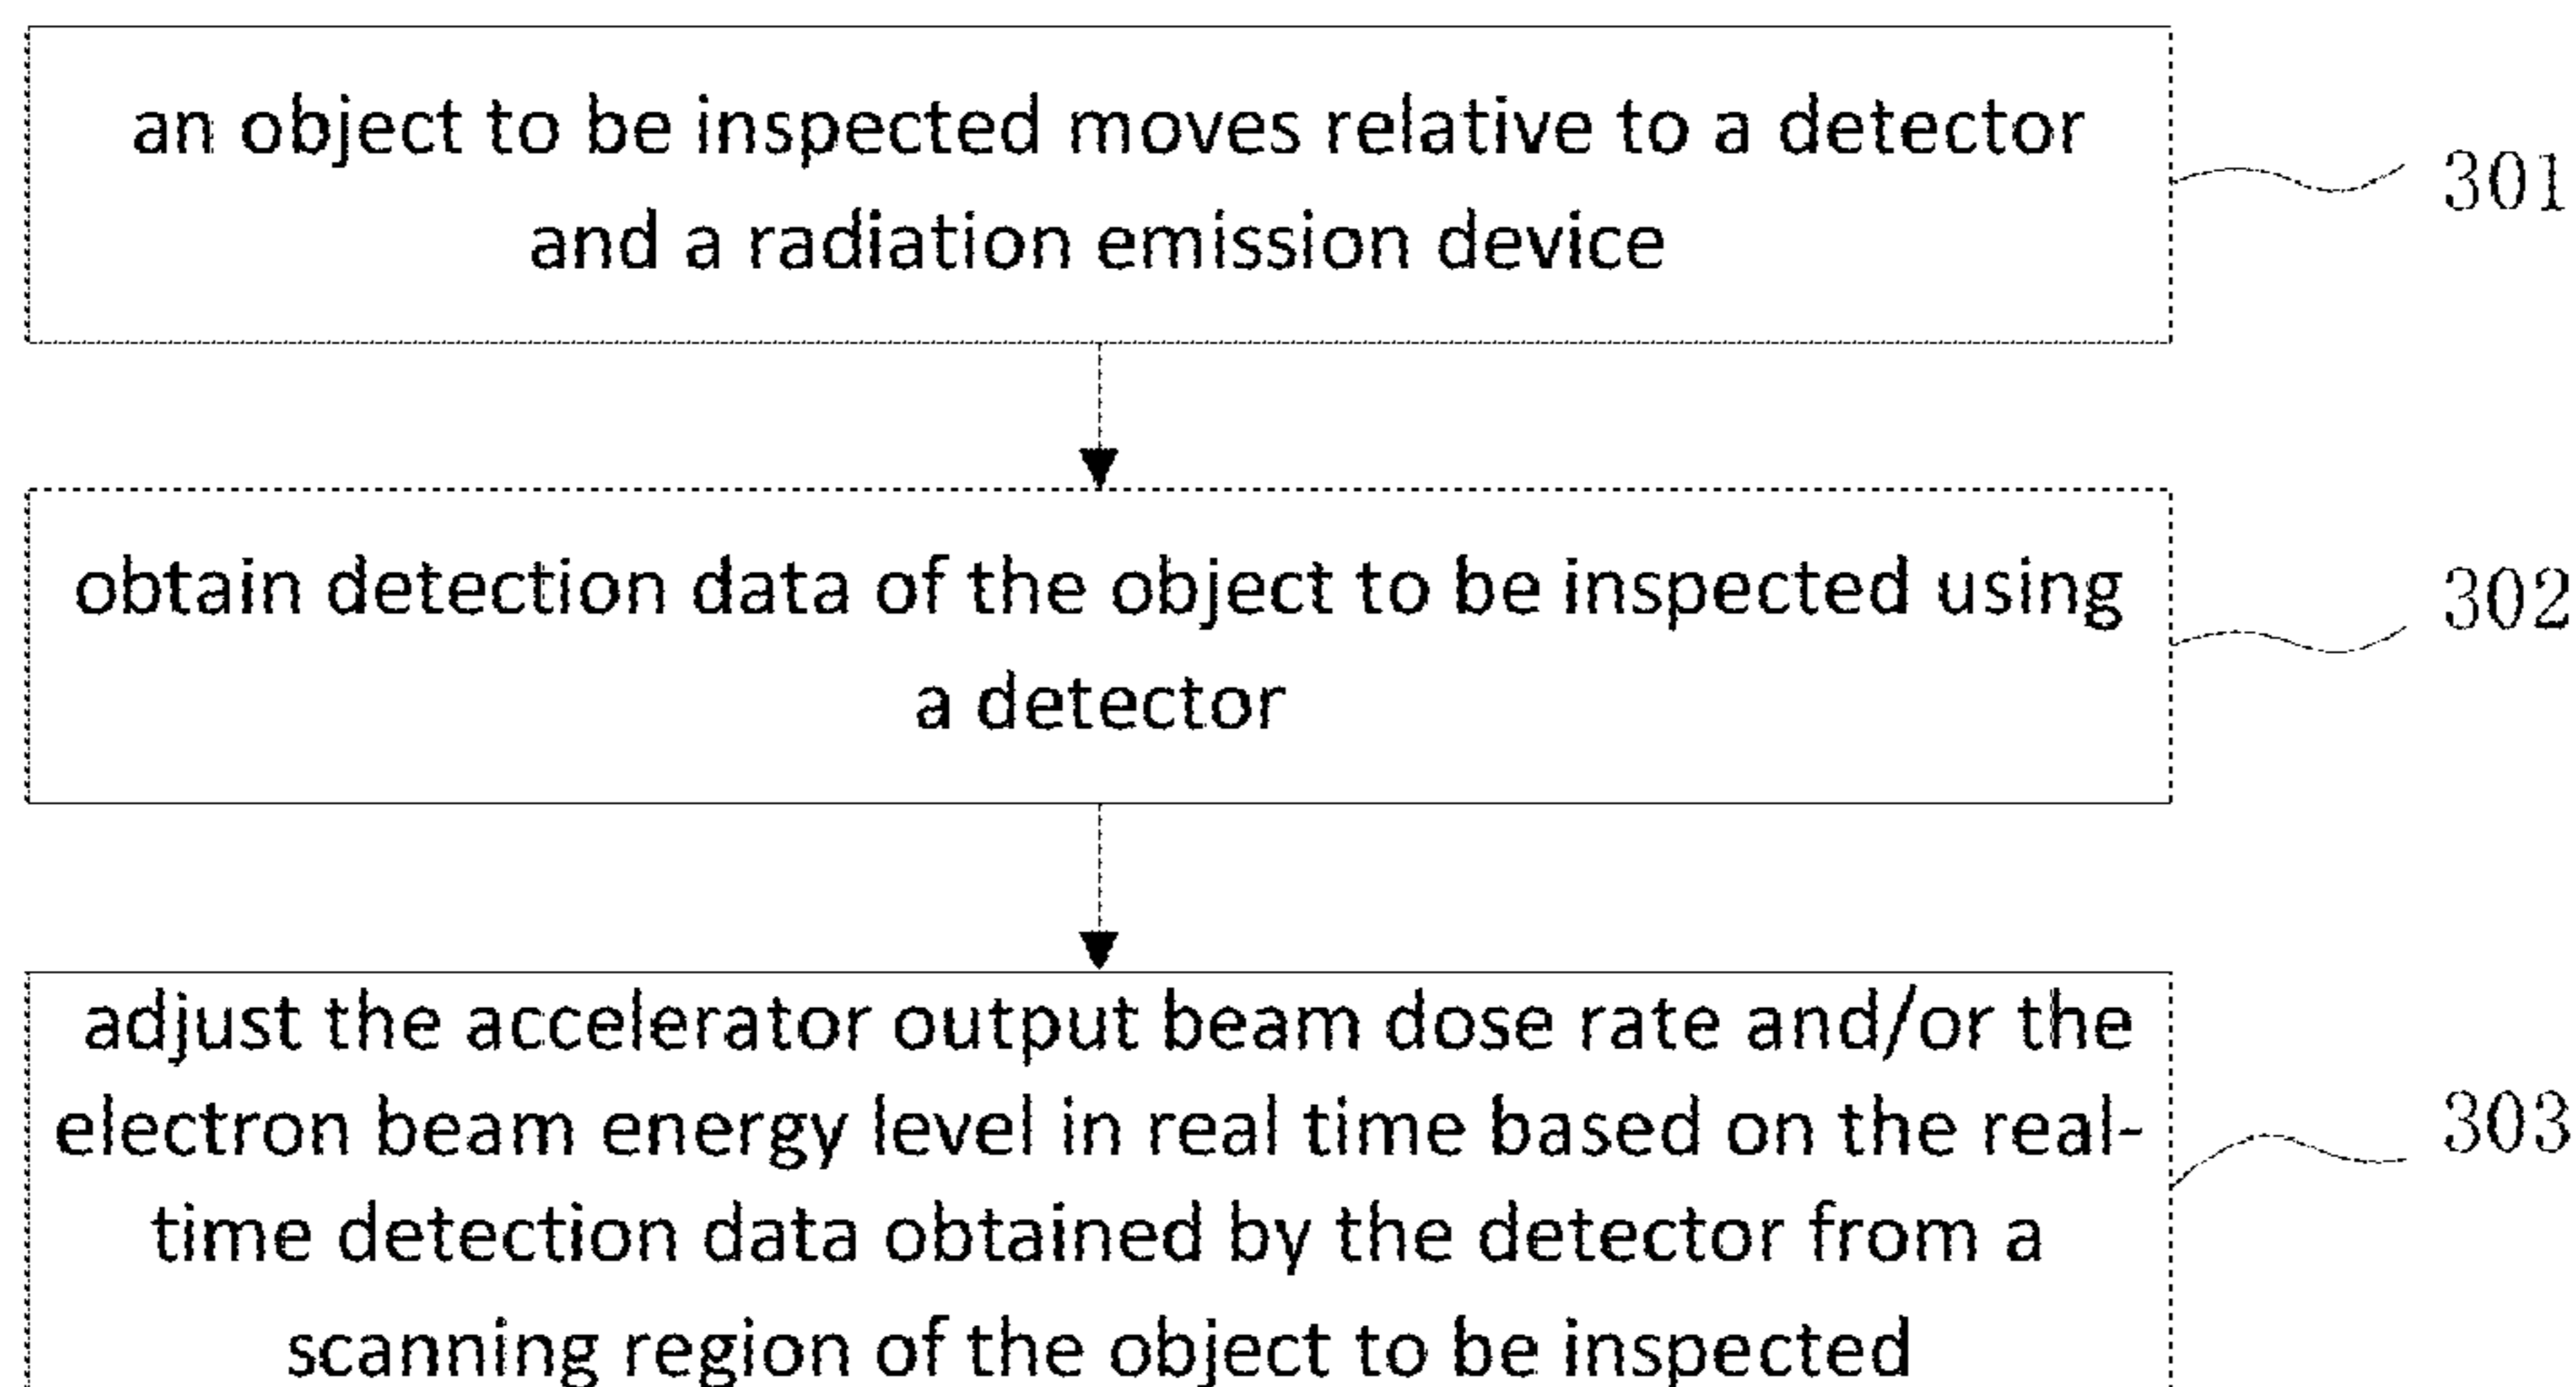 an object to be inspected moves relative to a detector
and a radiation emission device
301
obtain detection data of the object to be inspected using
a detector
302
adjust the accelerator output beam dose rate and/or the
electron beam energy level in real time based on the real-
time detection data obtained by the detector from a
scanning region of the object to be inspected
303